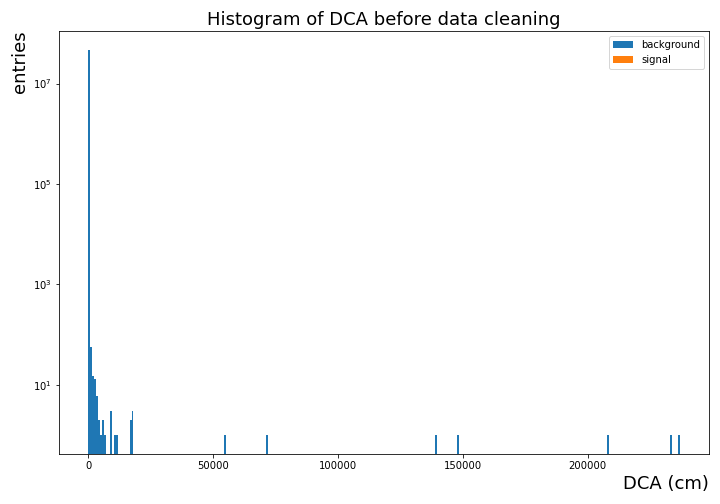 Histogram of DCA before data cleaning
entries
background
signal
10^7
10^5
10^3
10^1
0 50000 100000 150000 200000
DCA (cm)